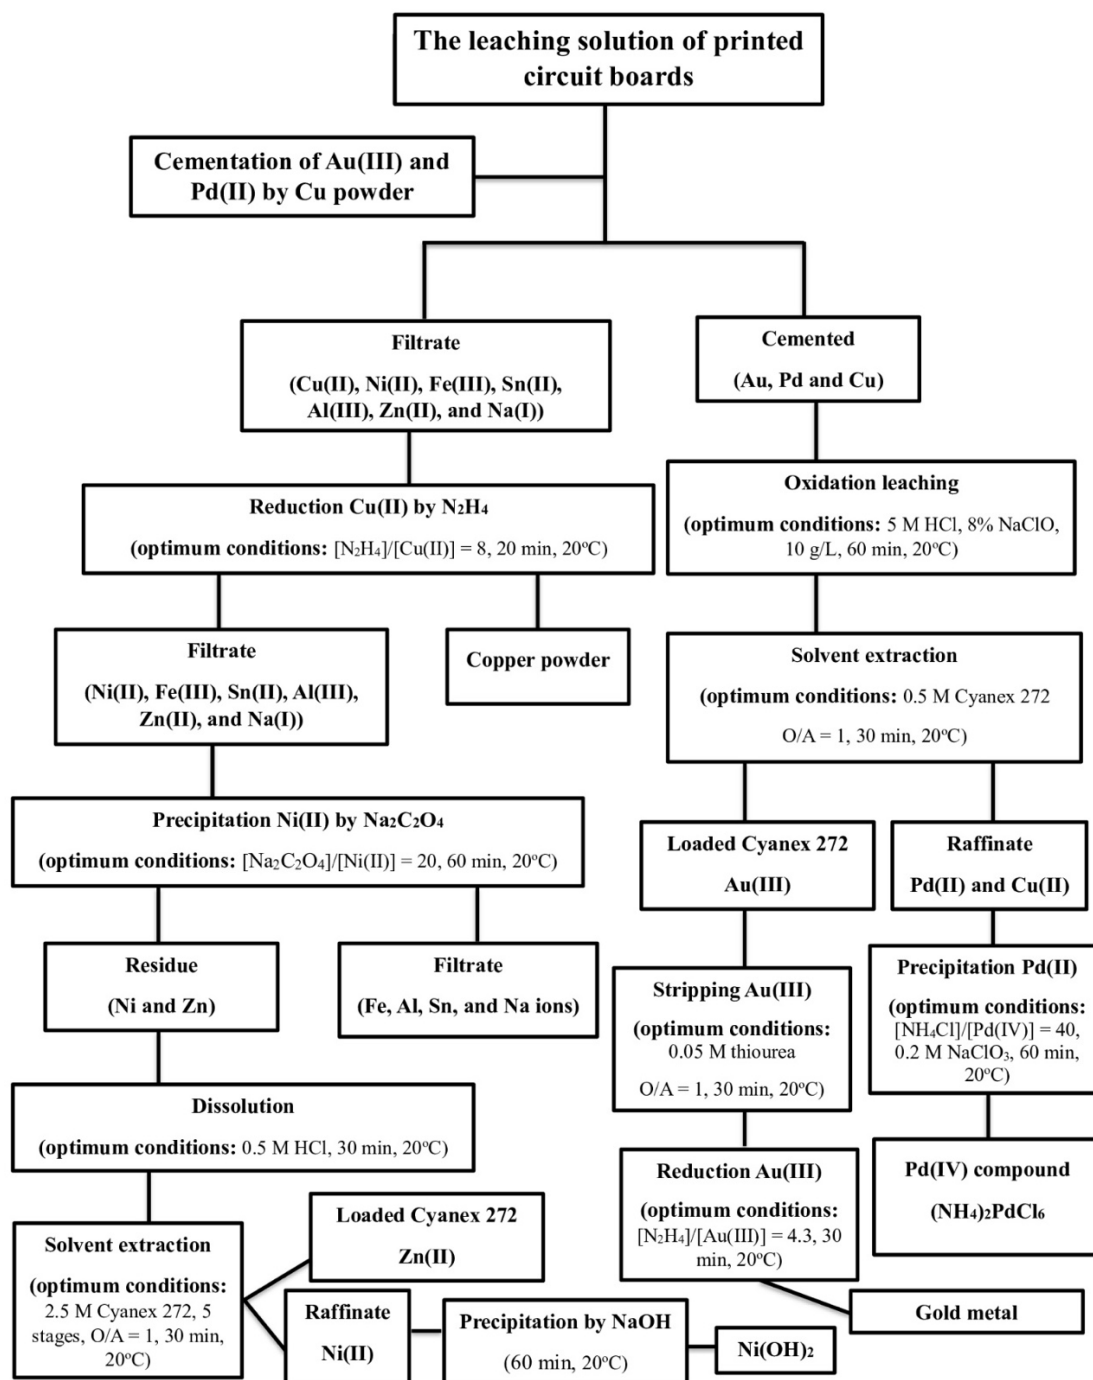 The leaching solution of printed
circuit boards
Cementation of Au(III) and
Pd(II) by Cu powder
Filtrate
(Cu(II), Ni(II), Fe(III), Sn(II),
Al(III), Zn(II), and Na(I))
Cemented
(Au, Pd and Cu)
Reduction Cu(II) by N₂H₄
(optimum conditions: [N₂H₄]/[Cu(II)] = 8, 20 min, 20ºC)
Oxidation leaching
(optimum conditions: 5 M HCl, 8% NaClO,
10 g/L, 60 min, 20ºC)
Filtrate
(Ni(II), Fe(III), Sn(II), Al(III),
Zn(II), and Na(I))
Copper powder
Solvent extraction
(optimum conditions: 0.5 M Cyanex 272
O/A = 1, 30 min, 20ºC)
Precipitation Ni(II) by Na₂C₂O₄
(optimum conditions: [Na₂C₂O₄]/[Ni(II)] = 20, 60 min, 20ºC)
Loaded Cyanex 272
Au(III)
Raffinate
Pd(II) and Cu(II)
Residue
(Ni and Zn)
Filtrate
(Fe, Al, Sn, and Na ions)
Stripping Au(III)
(optimum conditions:
0.05 M thiourea
O/A = 1, 30 min, 20ºC)
Precipitation Pd(II)
(optimum conditions:
[NH₄Cl]/[Pd(IV)] = 40,
0.2 M NaClO₃, 60 min,
20ºC)
Dissolution
(optimum conditions: 0.5 M HCl, 30 min, 20ºC)
Reduction Au(III)
(optimum conditions:
[N₂H₄]/[Au(III)] = 4.3, 30
min, 20ºC)
Pd(IV) compound
(NH₄)₂PdCl₆
Solvent extraction
(optimum conditions:
2.5 M Cyanex 272, 5
stages, O/A = 1, 30 min,
20ºC)
Loaded Cyanex 272
Zn(II)
Raffinate
Ni(II)
Precipitation by NaOH
(60 min, 20ºC)
Ni(OH)₂
Gold metal